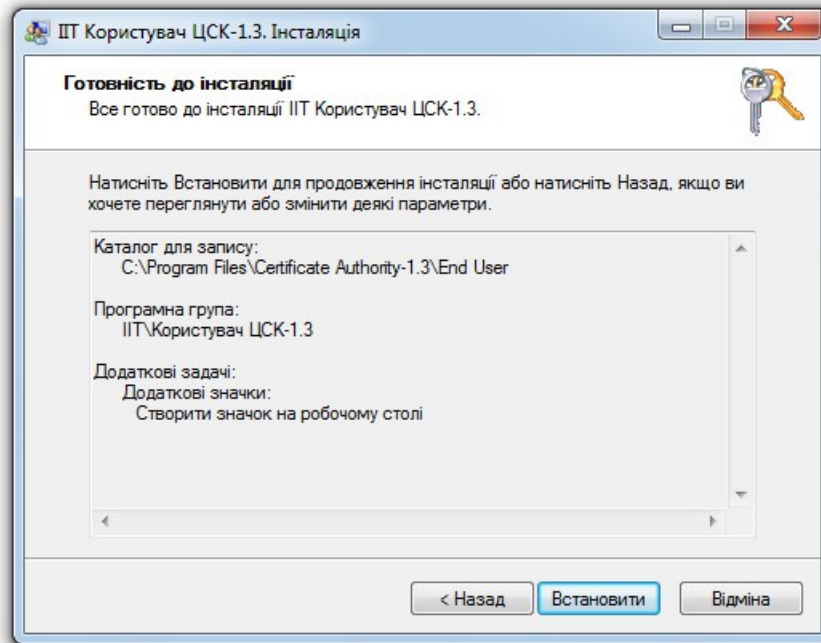 ІІТ Користувач ЦСК-1.3. Інсталяція
Готовність до інсталяції
Все готово до інсталяції ІІТ Користувач ЦСК-1.3.
Натисніть Встановити для продовження інсталяції або натисніть Назад, якщо ви
хочете переглянути або змінити деякі параметри.
Каталог для запису:
C:\Program Files\Certificate Authority-1.3\End User
Програмна група:
ІІТ\Користувач ЦСК-1.3
Додаткові задачі:
Додаткові значки:
Створити значок на робочому столі
< Назад Встановити Відміна